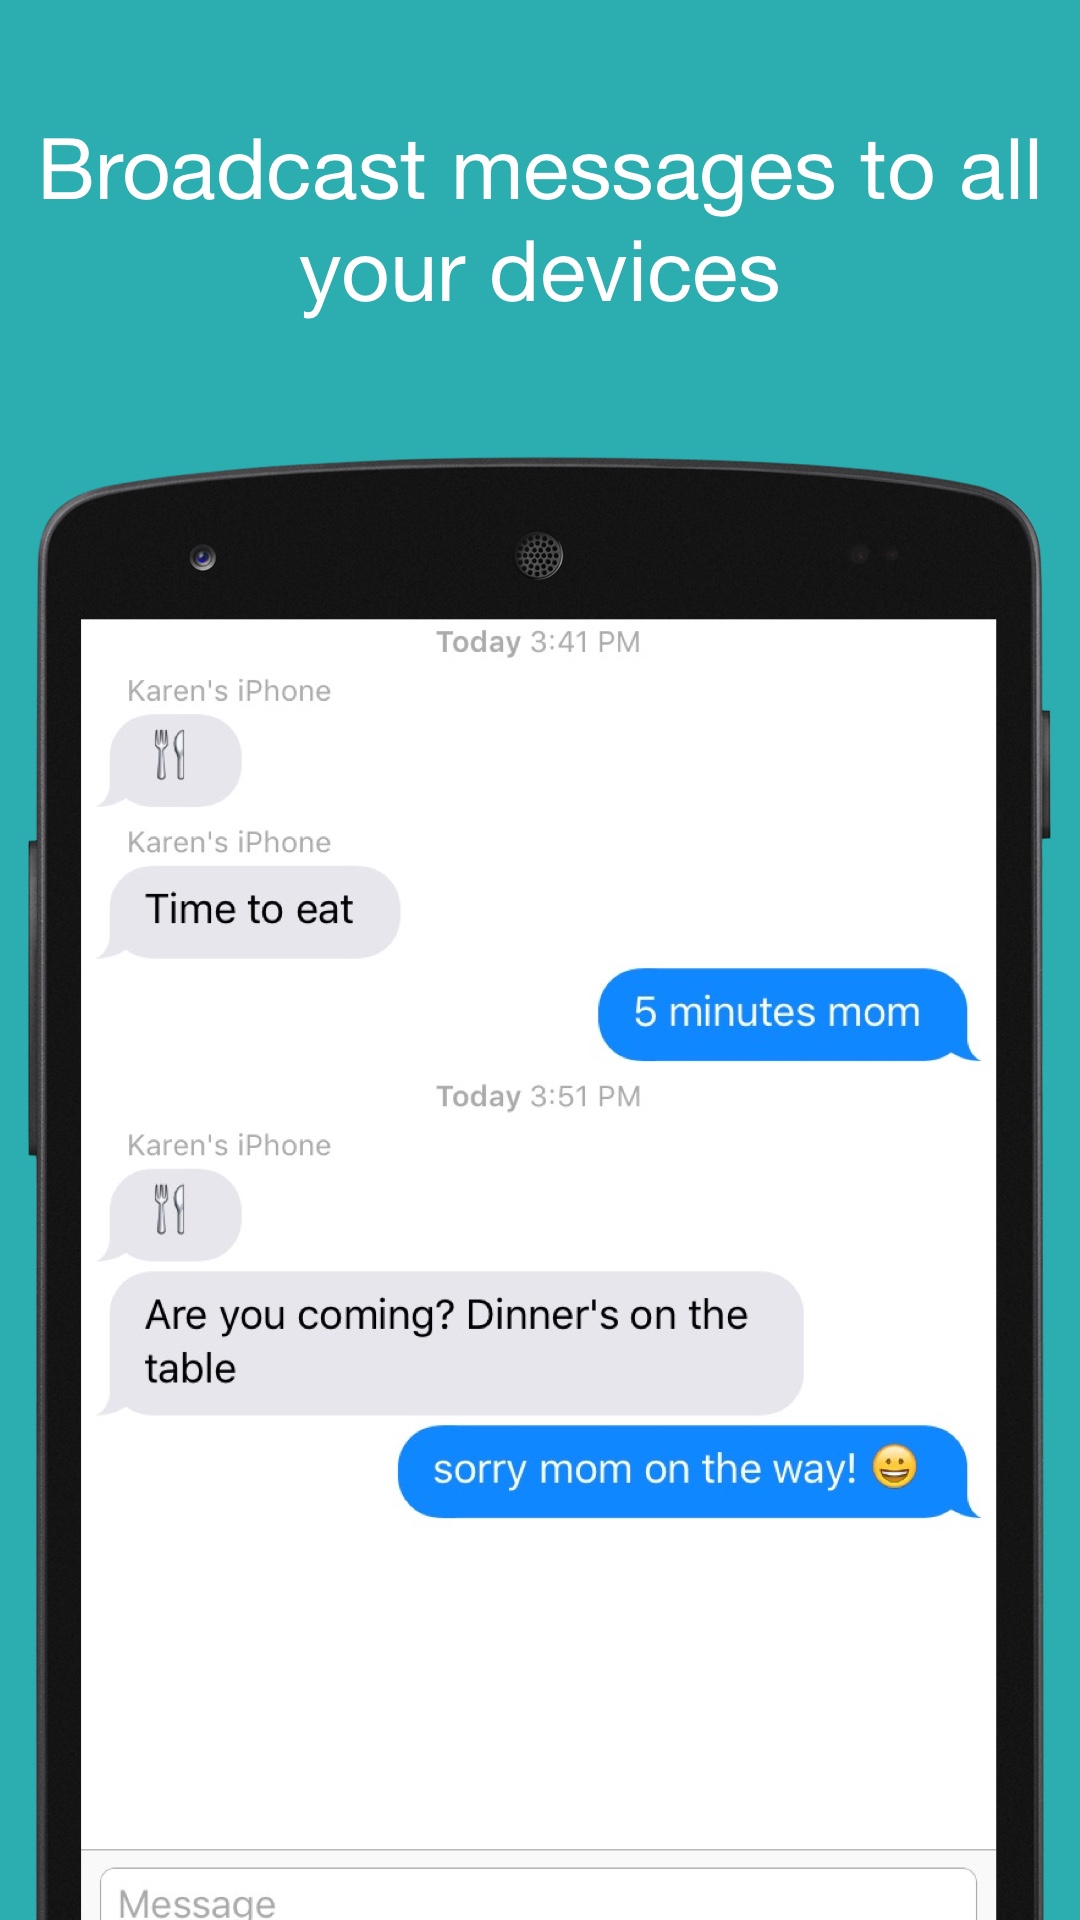 Broadcast messages to all
your devices
Today 3:41 PM
Karen's iPhone
🍴
Karen's iPhone
Time to eat
5 minutes mom
Today 3:51 PM
Karen's iPhone
🍴
Are you coming? Dinner's on the
table
sorry mom on the way! 😀
Message